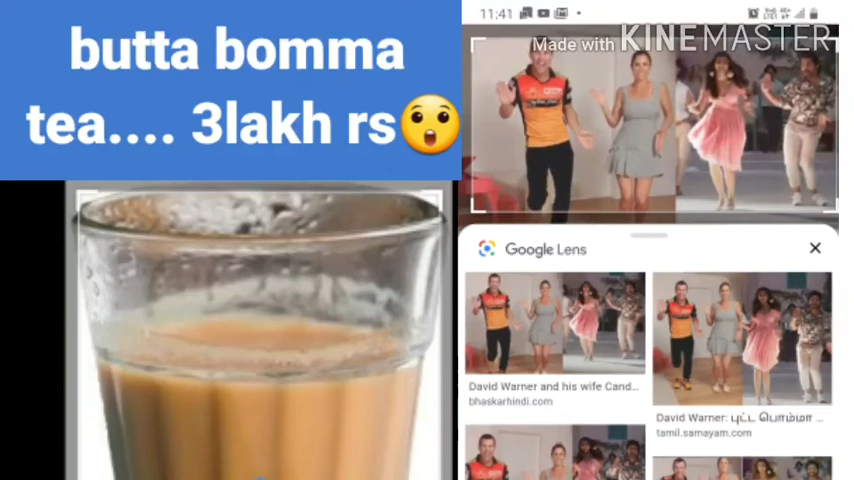 butta bomma
tea.... 3lakh rs😲
11:41
Made with KINEMASTER
Google Lens
David Warner and his wife Cand...
bhaskarhindi.com
David Warner: புட்ட பொம்மா ...
tamil.samayam.com